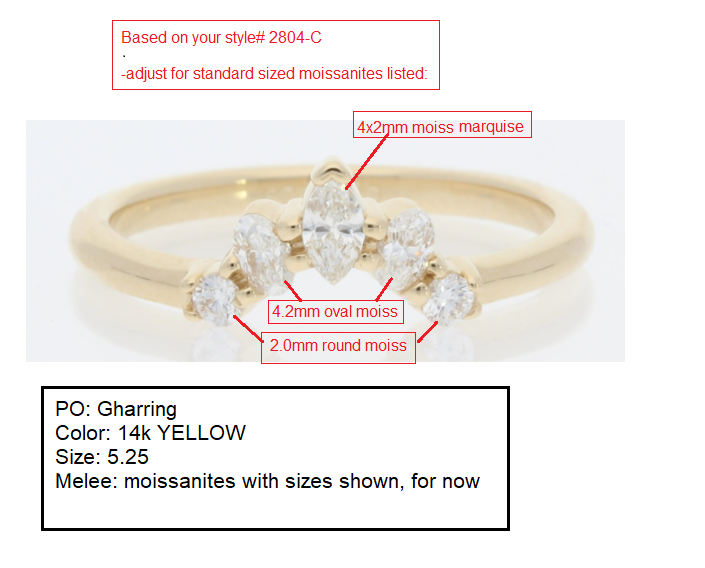 Based on your style# 2804-C
.
-adjust for standard sized moissanites listed:
4x2mm moiss marquise
4.2mm oval moiss
2.0mm round moiss
PO: Gharring
Color: 14k YELLOW
Size: 5.25
Melee: moissanites with sizes shown, for now